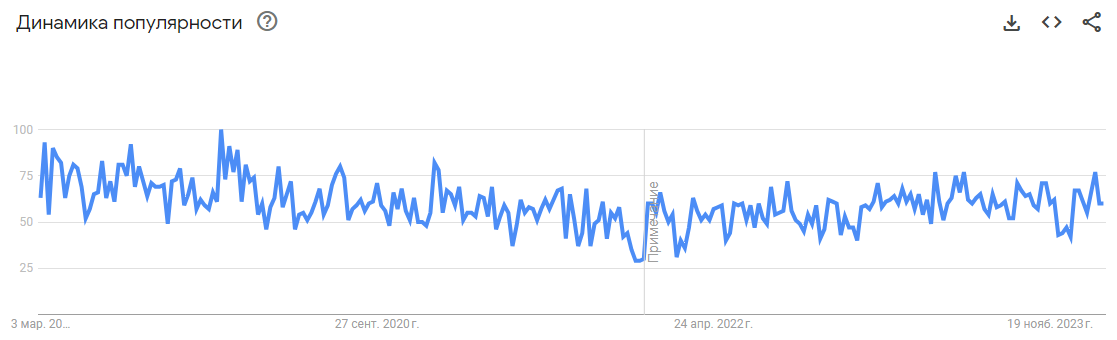 Динамика популярности
100
75
50
25
Примечание
3 мар. 20…
27 сент. 2020 г.
24 апр. 2022 г.
19 нояб. 2023 г.